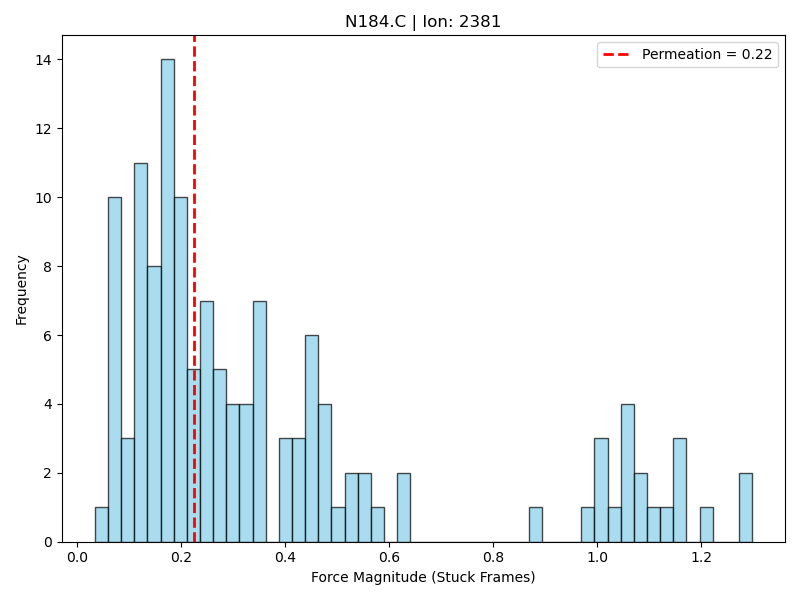 N184.C | Ion: 2381
Permeation = 0.22
14
12
10
8
6
4
2
0
Frequency
0.0 0.2 0.4 0.6 0.8 1.0 1.2
Force Magnitude (Stuck Frames)